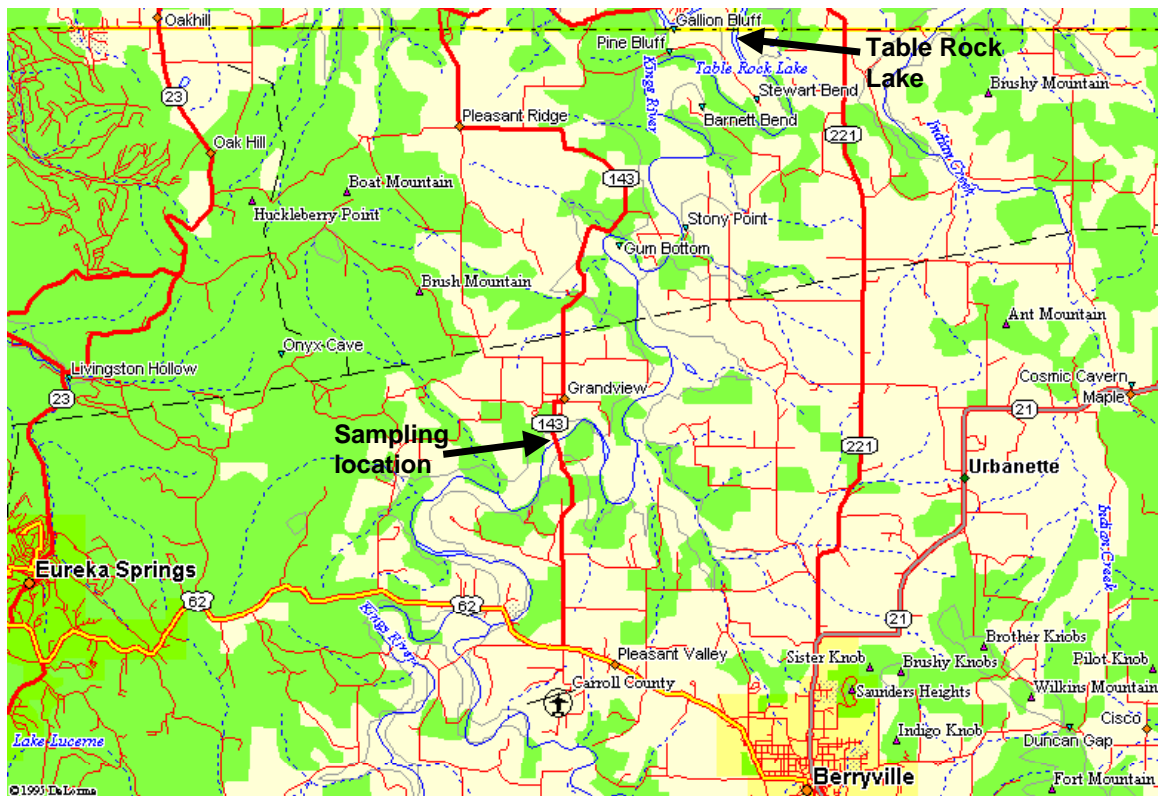 Oakhill
Gallion Bluff
Pine Bluff
Table Rock
Lake
Table Rock Lake
Kings River
Stewart Bend
Brushy Mountain
23
Barnett Bend
Pleasant Ridge
221
Indian Creek
Oak Hill
143
Boat Mountain
Huckleberry Point
Stony Point
Gum Bottom
Brush Mountain
Ant Mountain
Onyx Cave
Livingston Hollow
Cosmic Cavern
Maple
23
Grandview
21
143
Sampling
location
221
Urbanette
Indian Creek
Eureka Springs
62
62
Kings River
21
Brother Knobs
Pleasant Valley
Sister Knob
Brushy Knobs
Pilot Knob
Carroll County
Saunders Heights
Wilkins Mountain
Cisco
Lake Lucerne
Indigo Knob
Duncan Gap
Berryville
Fort Mountain
©1995 DeLorme